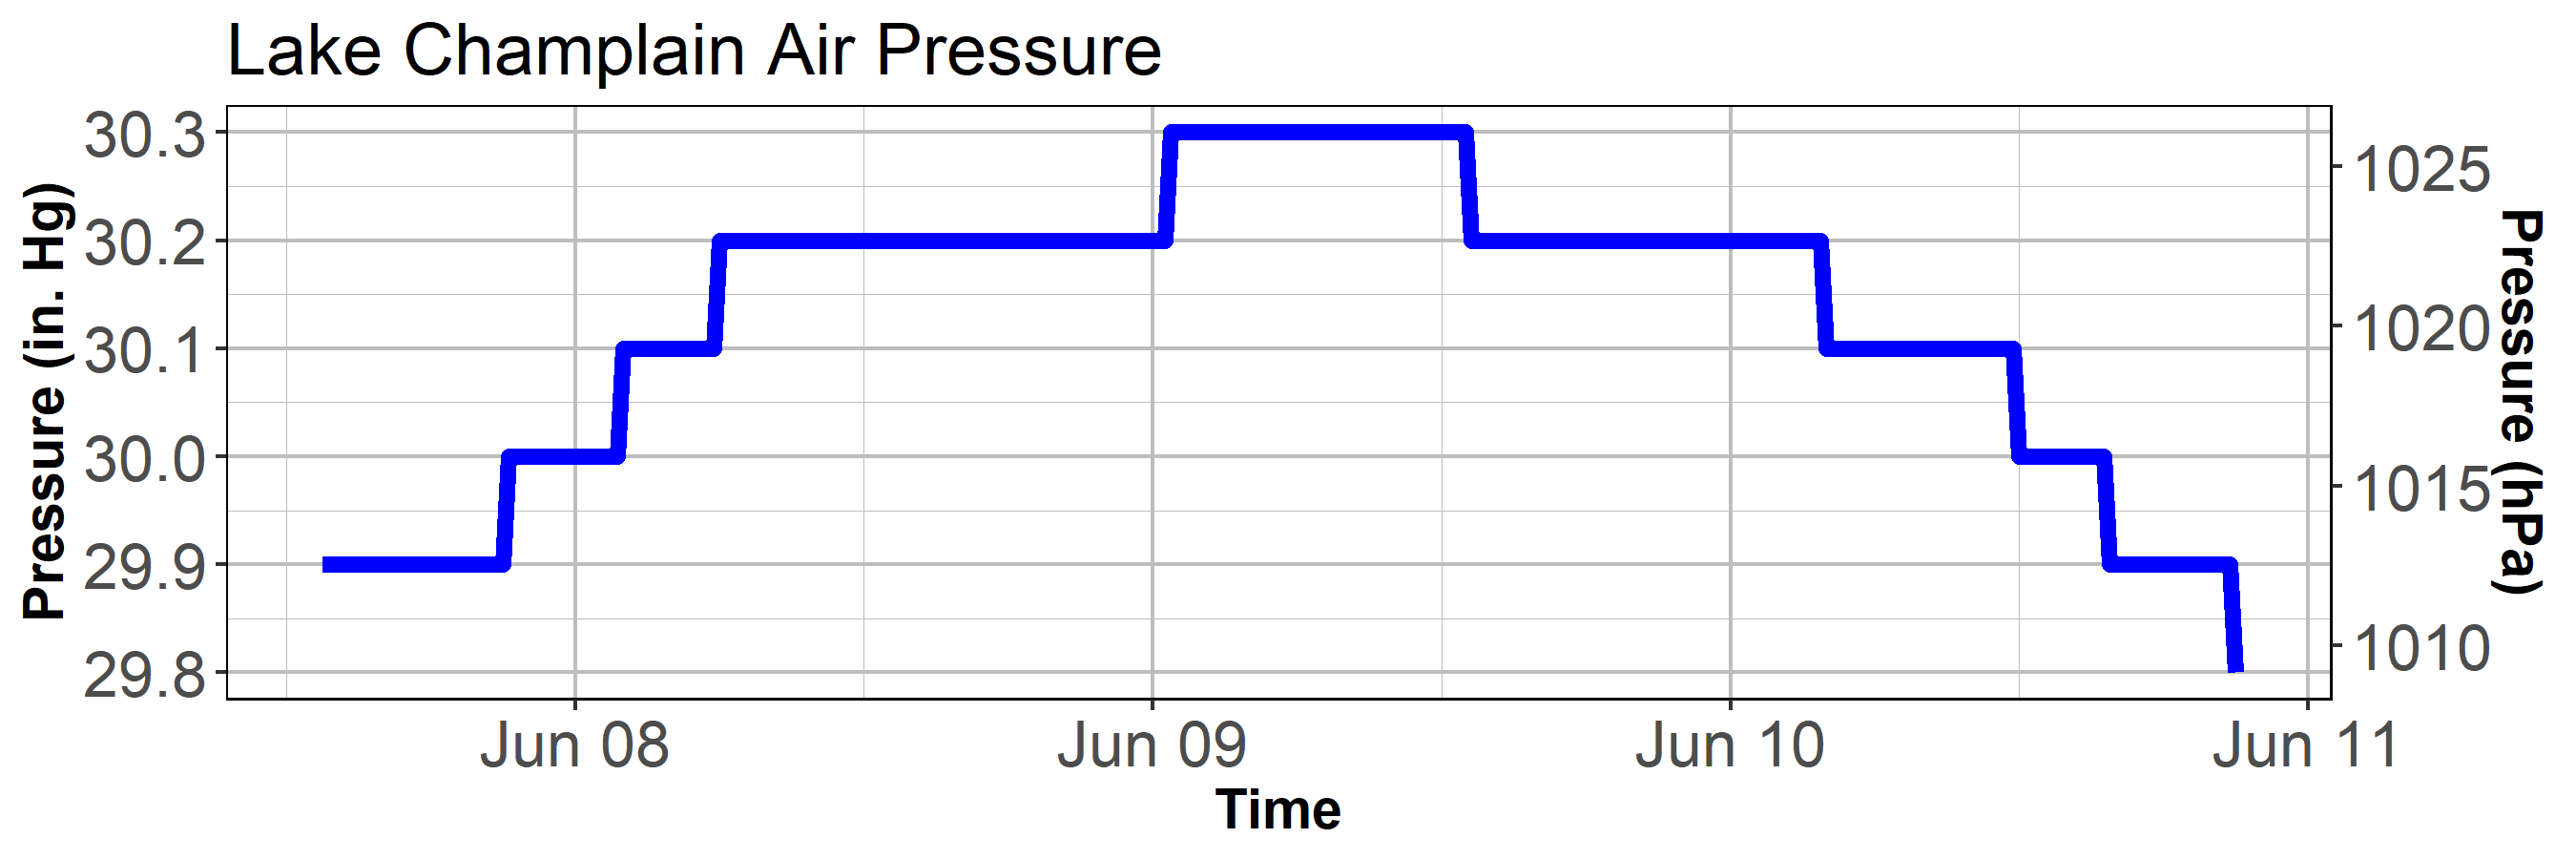 Lake Champlain Air Pressure
Pressure (in. Hg)
30.3
30.2
30.1
30.0
29.9
29.8
1025
1020
1015
1010
Pressure (hPa)
Jun 08 Jun 09 Jun 10 Jun 11
Time